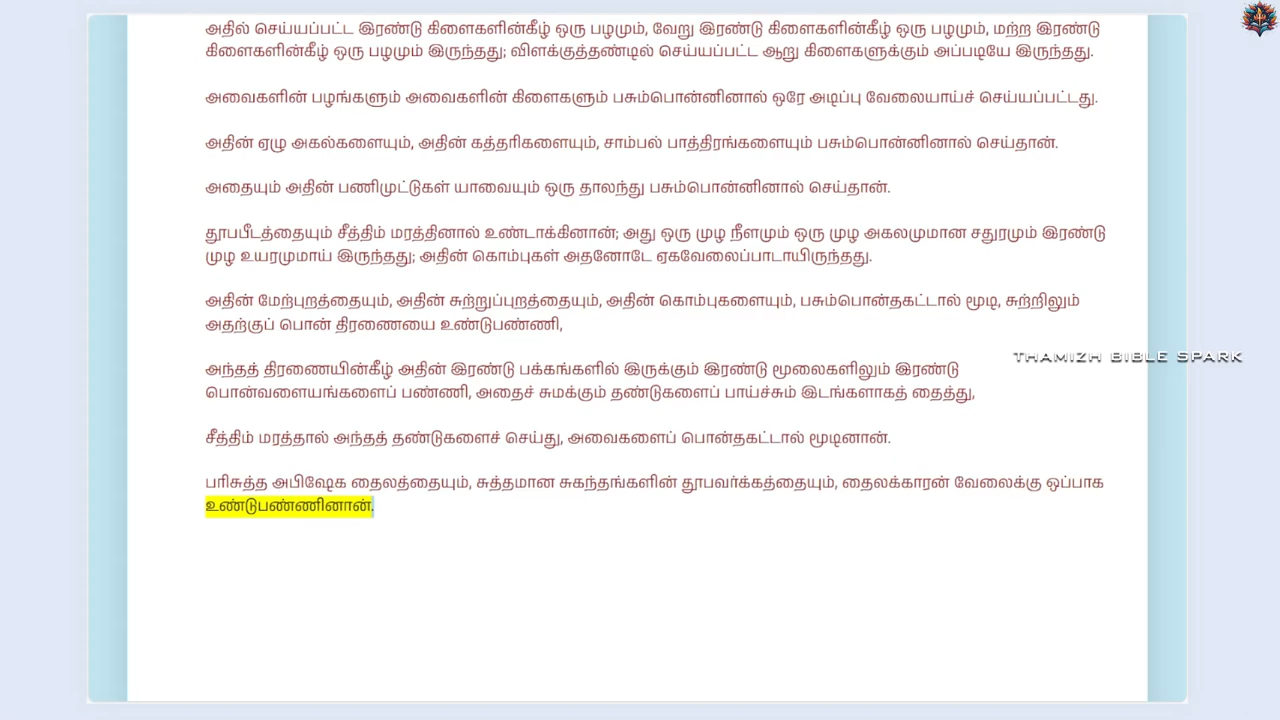 அதில் செய்யப்பட்ட இரண்டு கிளைகளின்கீழ் ஒரு பழமும், வேறு இரண்டு கிளைகளின்கீழ் ஒரு பழமும், மற்ற இரண்டு
கிளைகளின்கீழ் ஒரு பழமும் இருந்தது; விளக்குத்தண்டில் செய்யப்பட்ட ஆறு கிளைகளுக்கும் அப்படியே இருந்தது.
அவைகளின் பழங்களும் அவைகளின் கிளைகளும் பசும்பொன்னினால் ஒரே அடிப்பு வேலையாய்ச் செய்யப்பட்டது.
அதின் ஏழு அகல்களையும், அதின் கத்தரிகளையும், சாம்பல் பாத்திரங்களையும் பசும்பொன்னினால் செய்தான்.
அதையும் அதின் பணிமுட்டுகள் யாவையும் ஒரு தாலந்து பசும்பொன்னினால் செய்தான்.
தூபபீடத்தையும் சீத்திம் மரத்தினால் உண்டாக்கினான்; அது ஒரு முழ நீளமும் ஒரு முழ அகலமுமான சதுரமும் இரண்டு
முழ உயரமுமாய் இருந்தது; அதின் கொம்புகள் அதனோடே ஏகவேலைப்பாடாயிருந்தது.
அதின் மேற்புறத்தையும், அதின் சுற்றுப்புறத்தையும், அதின் கொம்புகளையும், பசும்பொன்தகட்டால் மூடி, சுற்றிலும்
அதற்குப் பொன் திரணையை உண்டுபண்ணி,
THAMIZH BIBLE SPARK
அந்தத் திரணையின்கீழ் அதின் இரண்டு பக்கங்களில் இருக்கும் இரண்டு மூலைகளிலும் இரண்டு
பொன்வளையங்களைப் பண்ணி, அதைச் சுமக்கும் தண்டுகளைப் பாய்ச்சும் இடங்களாகத் தைத்து,
சீத்திம் மரத்தால் அந்தத் தண்டுகளைச் செய்து, அவைகளைப் பொன்தகட்டால் மூடினான்.
பரிசுத்த அபிஷேக தைலத்தையும், சுத்தமான சுகந்தங்களின் தூபவர்க்கத்தையும், தைலக்காரன் வேலைக்கு ஒப்பாக
உண்டுபண்ணினான்.